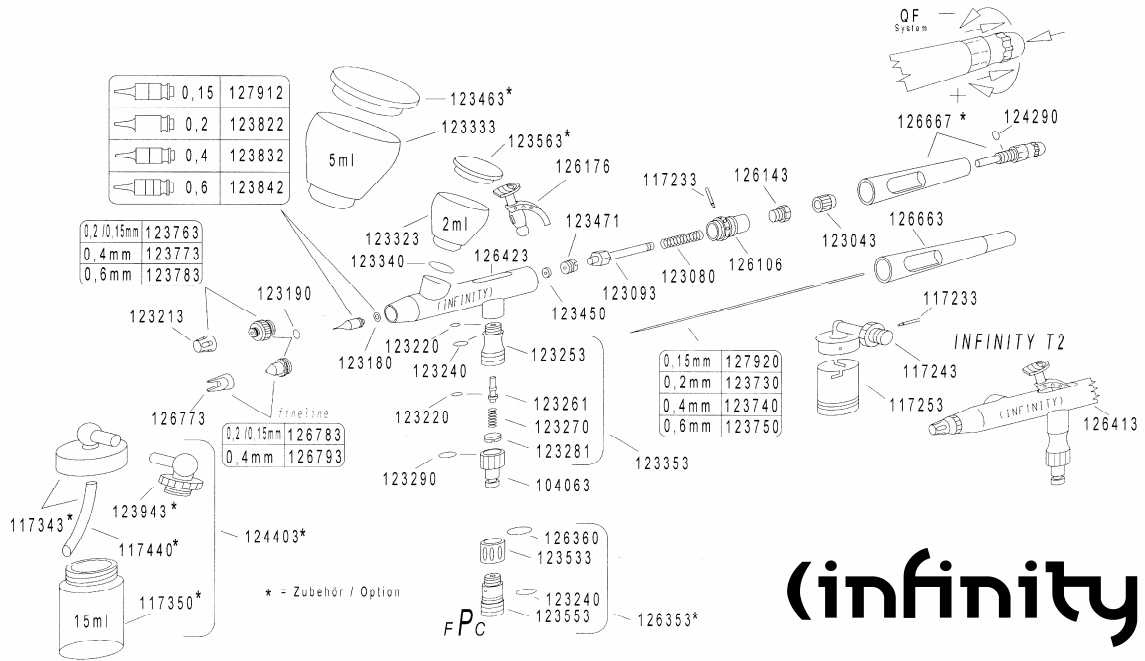 QF
System
126667 *
124290
0,15 127912
0,2 123822
0,4 123832
0,6 123842
123463*
123333
5ml
123563*
126176
117233
126143
126663
123043
2ml
123323
123340
126423
123471
126106
123080
123093
123450
(INFINITY)
0,2 /0,15mm 123763
0,4mm 123773
0,6mm 123783
123190
123213
123180
123220
123240
123253
117233
INFINITY T2
117243
117253
(INFINITY)
126413
0,15mm 127920
0,2mm 123730
0,4mm 123740
0,6mm 123750
126773
fineline
0,2 /0,15mm 126783
0,4mm 126793
123220
123261
123270
123281
123290
104063
123353
123943*
117343*
117440*
124403*
117350*
15ml
* = Zubehör / Option
126360
123533
123240
123553
126353*
FPC
(infinity